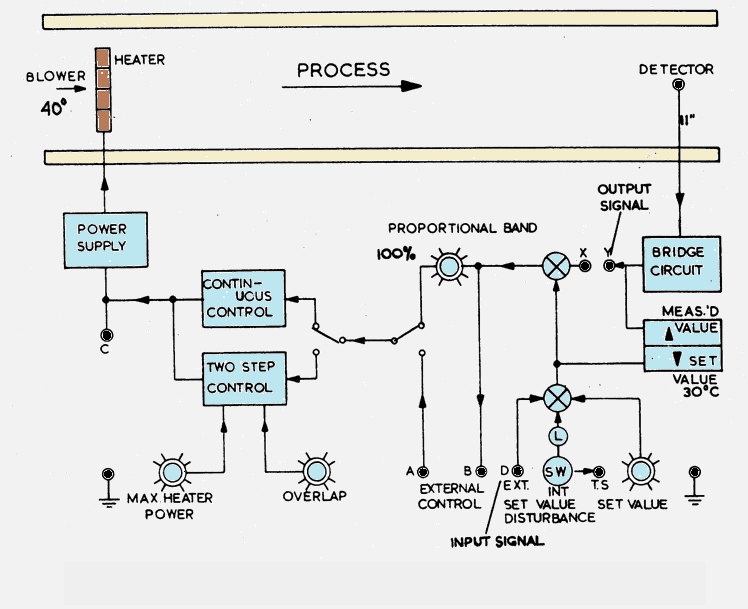 HEATER
BLOWER
40°
PROCESS
DETECTOR
11"
OUTPUT
SIGNAL
POWER
SUPPLY
PROPORTIONAL BAND
100%
X
Y
BRIDGE
CIRCUIT
CONTIN-
UCUS
CONTROL
MEAS.'D
VALUE
SET
VALUE
30°C
C
TWO STEP
CONTROL
L
A
B
D
SW
T.S
MAX. HEATER
POWER
OVERLAP
EXTERNAL
CONTROL
EXT.
INT
SET VALUE
DISTURBANCE
SET VALUE
INPUT SIGNAL